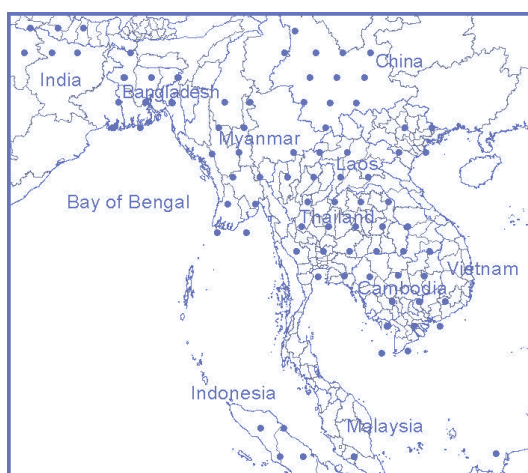 China
India
Bangladesh
Myanmar
Laos
Bay of Bengal
Thailand
Vietnam
Cambodia
Indonesia
Malaysia